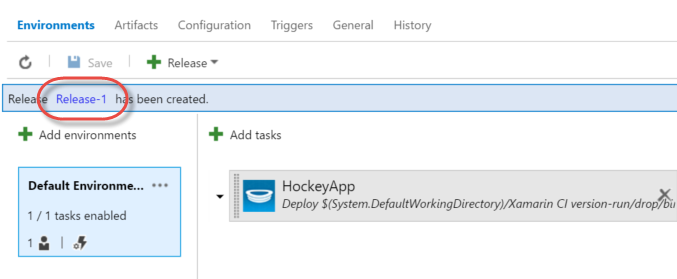 Environments Artifacts Configuration Triggers General History
Save Release
Release Release-1 has been created.
Add environments Add tasks
Default Environme... ...
HockeyApp
Deploy $(System.DefaultWorkingDirectory)/Xamarin CI version-run/drop/
1 / 1 tasks enabled
1